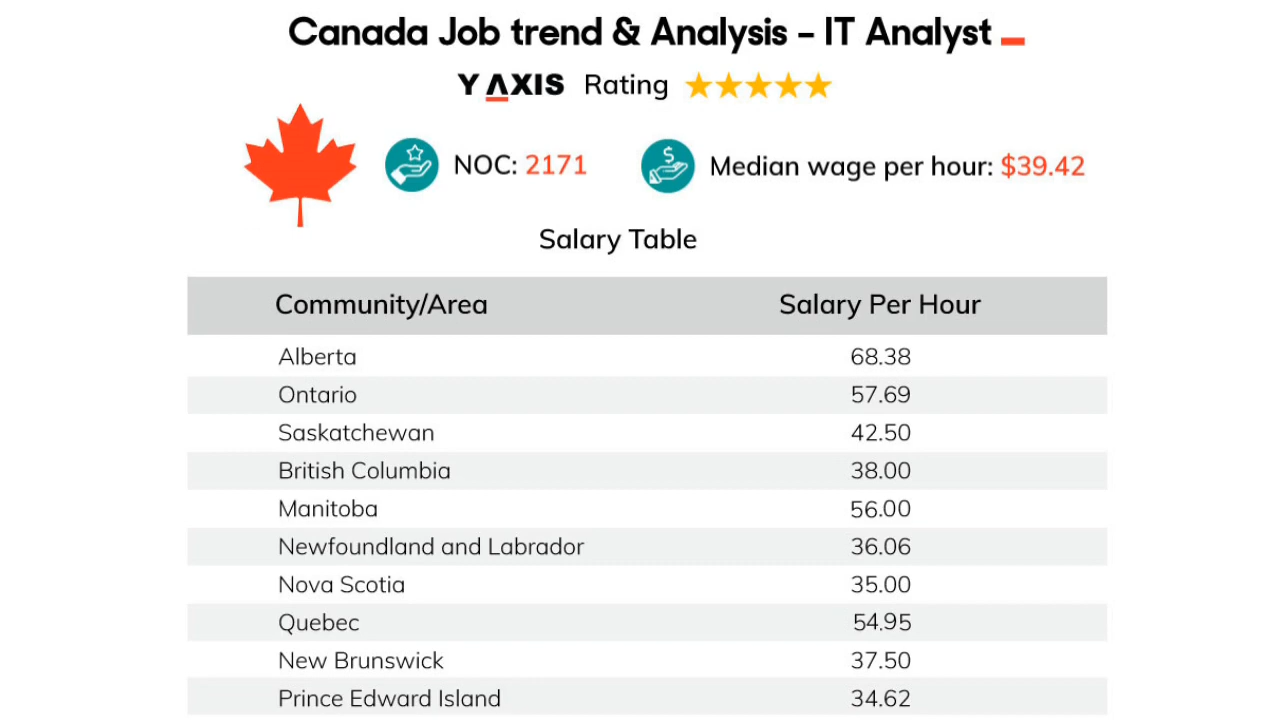 Canada Job trend & Analysis - IT Analyst
Y AXIS Rating
NOC: 2171 Median wage per hour: $39.42
Salary Table
Community/Area Salary Per Hour
Alberta 68.38
Ontario 57.69
Saskatchewan 42.50
British Columbia 38.00
Manitoba 56.00
Newfoundland and Labrador 36.06
Nova Scotia 35.00
Quebec 54.95
New Brunswick 37.50
Prince Edward Island 34.62